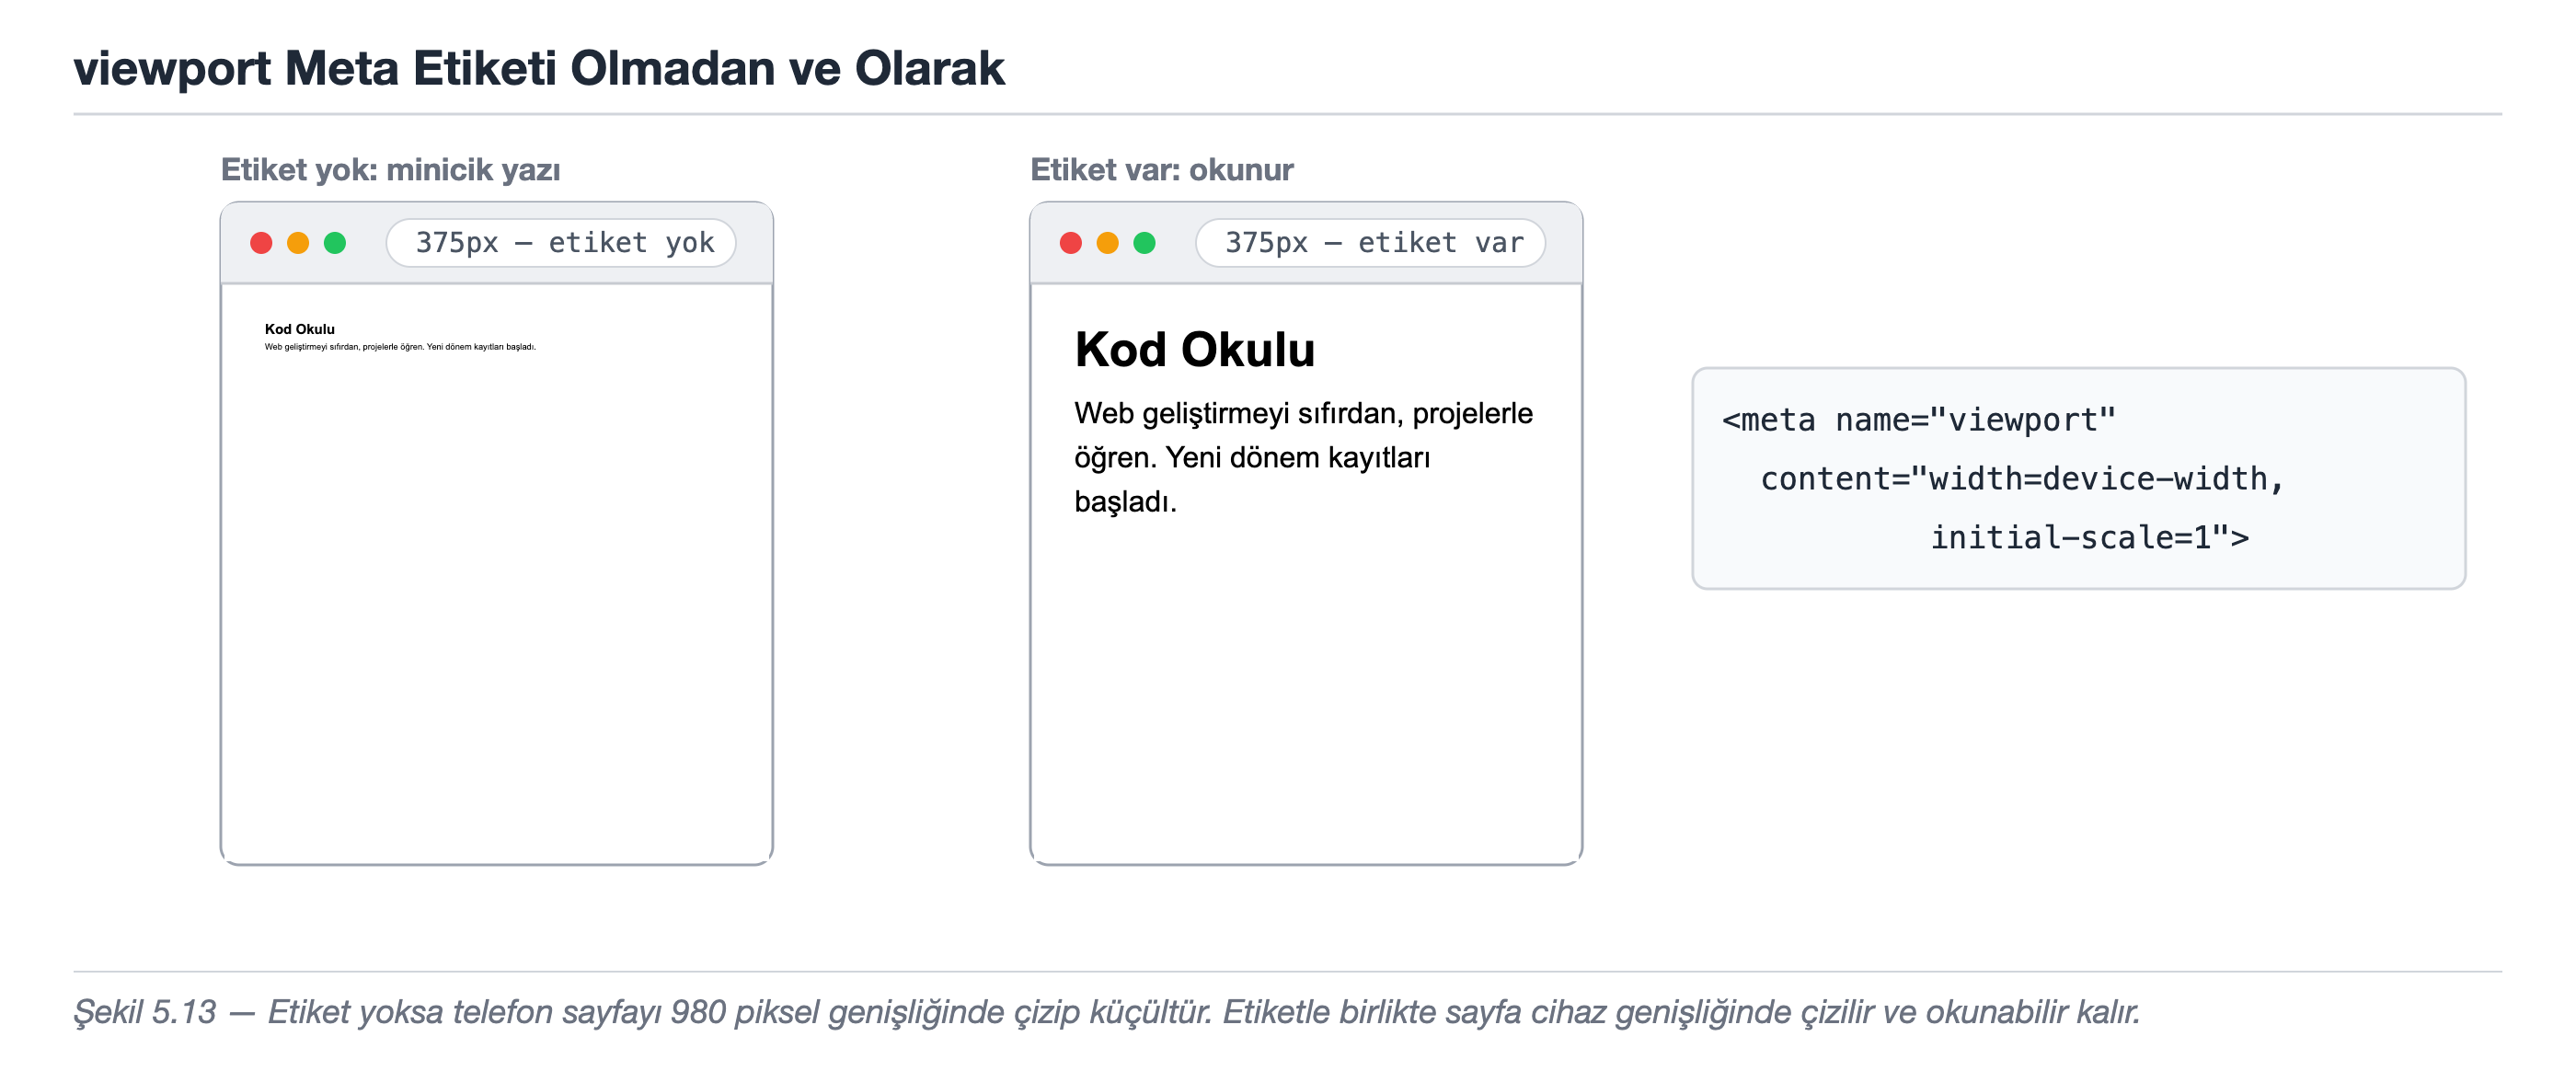 viewport Meta Etiketi Olmadan ve Olarak
Etiket yok: minicik yazı
375px — etiket yok
Kod Okulu
Web geliştirmeyi sıfırdan, projelerle öğren. Yeni dönem kayıtları başladı.
Etiket var: okunur
375px — etiket var
Kod Okulu
Web geliştirmeyi sıfırdan, projelerle
öğren. Yeni dönem kayıtları
başladı.
<meta name="viewport"
  content="width=device-width,
           initial-scale=1">
Şekil 5.13 — Etiket yoksa telefon sayfayı 980 piksel genişliğinde çizip küçültür. Etiketle birlikte sayfa cihaz genişliğinde çizilir ve okunabilir kalır.